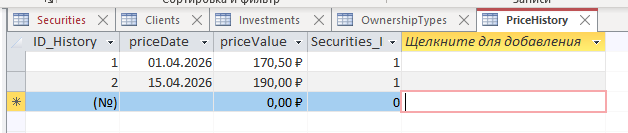 Сортировка и фильтр Записи
Securities Clients Investments OwnershipTypes PriceHistory
ID_History priceDate priceValue Securities_I Щелкните для добавления
1 01.04.2026 170,50 ₽ 1
2 15.04.2026 190,00 ₽ 1
(№) 0,00 ₽ 0